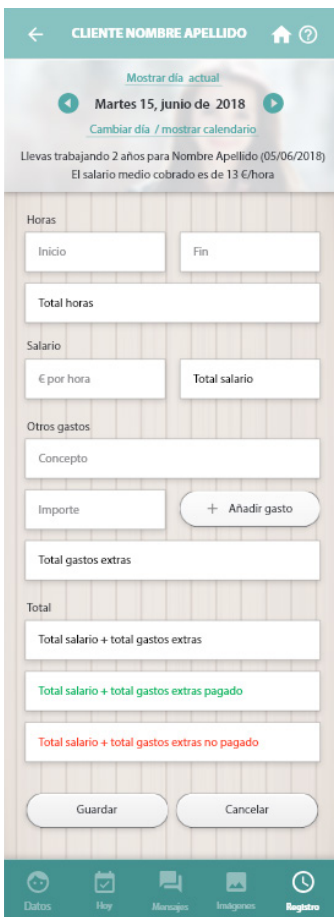 CLIENTE NOMBRE APELLIDO
Mostrar día actual
Martes 15, junio de 2018
Cambiar día / mostrar calendario
Llevas trabajando 2 años para Nombre Apellido (05/06/2018)
El salario medio cobrado es de 13 €/hora
Horas
Inicio
Fin
Total horas
Salario
€ por hora
Total salario
Otros gastos
Concepto
Importe
+ Añadir gasto
Total gastos extras
Total
Total salario + total gastos extras
Total salario + total gastos extras pagado
Total salario + total gastos extras no pagado
Guardar
Cancelar
Datos
Hoy
Mensajes
Imágenes
Registro